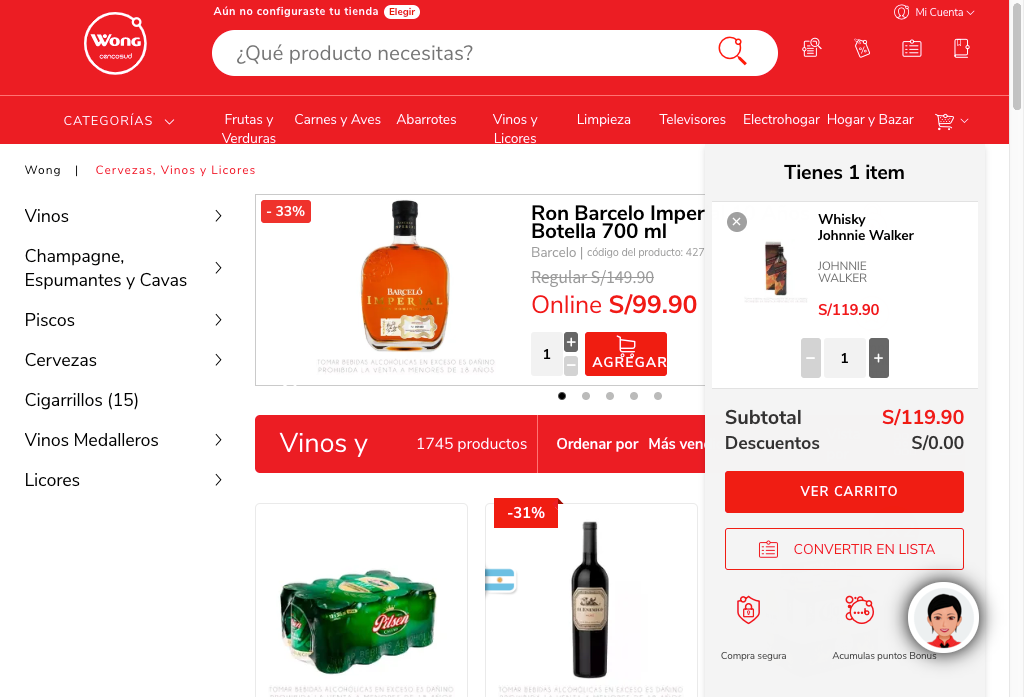 Aún no configuraste tu tienda Elegir
Mi Cuenta
Wong
cencosud
¿Qué producto necesitas?
CATEGORÍAS
Frutas y
Verduras
Carnes y Aves
Abarrotes
Vinos y
Licores
Limpieza
Televisores
Electrohogar
Hogar y Bazar
Wong | Cervezas, Vinos y Licores
Vinos
Champagne,
Espumantes y Cavas
Piscos
Cervezas
Cigarrillos (15)
Vinos Medalleros
Licores
- 33%
BARCELÓ
IMPERIAL
TOMAR BEBIDAS ALCOHÓLICAS EN EXCESO ES DAÑINO
PROHIBIDA LA VENTA A MENORES DE 18 AÑOS
Ron Barcelo Imper
Botella 700 ml
Barcelo | código del producto: 427
Regular S/149.90
Online S/99.90
1
+
−
AGREGAR
Vinos y
1745 productos
Ordenar por
Más ven
Pilsen
TOMAR BEBIDAS ALCOHÓLICAS EN EXCESO ES DAÑINO
-31%
TOMAR BEBIDAS ALCOHÓLICAS EN EXCESO ES DAÑINO
Tienes 1 item
Whisky
Johnnie Walker
JOHNNIE
WALKER
S/119.90
−
1
+
Subtotal S/119.90
Descuentos S/0.00
VER CARRITO
CONVERTIR EN LISTA
Compra segura
Acumulas puntos Bonus